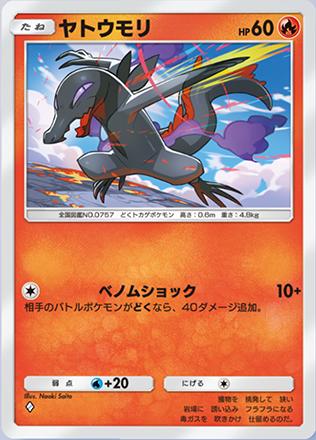 たね ヤトウモリ HP 60
全国図鑑NO.0757 どくトカゲポケモン 高さ：0.6m 重さ：4.8kg
ベノムショック 10+
相手のバトルポケモンがどくなら、40ダメージ追加。
弱点 +20 にげる
Illus. Naoki Saito
獲物を 挑発して 狭い
岩場に 誘い込み フラフラになる
毒ガスを 吹きかけ 仕留めるのだ。